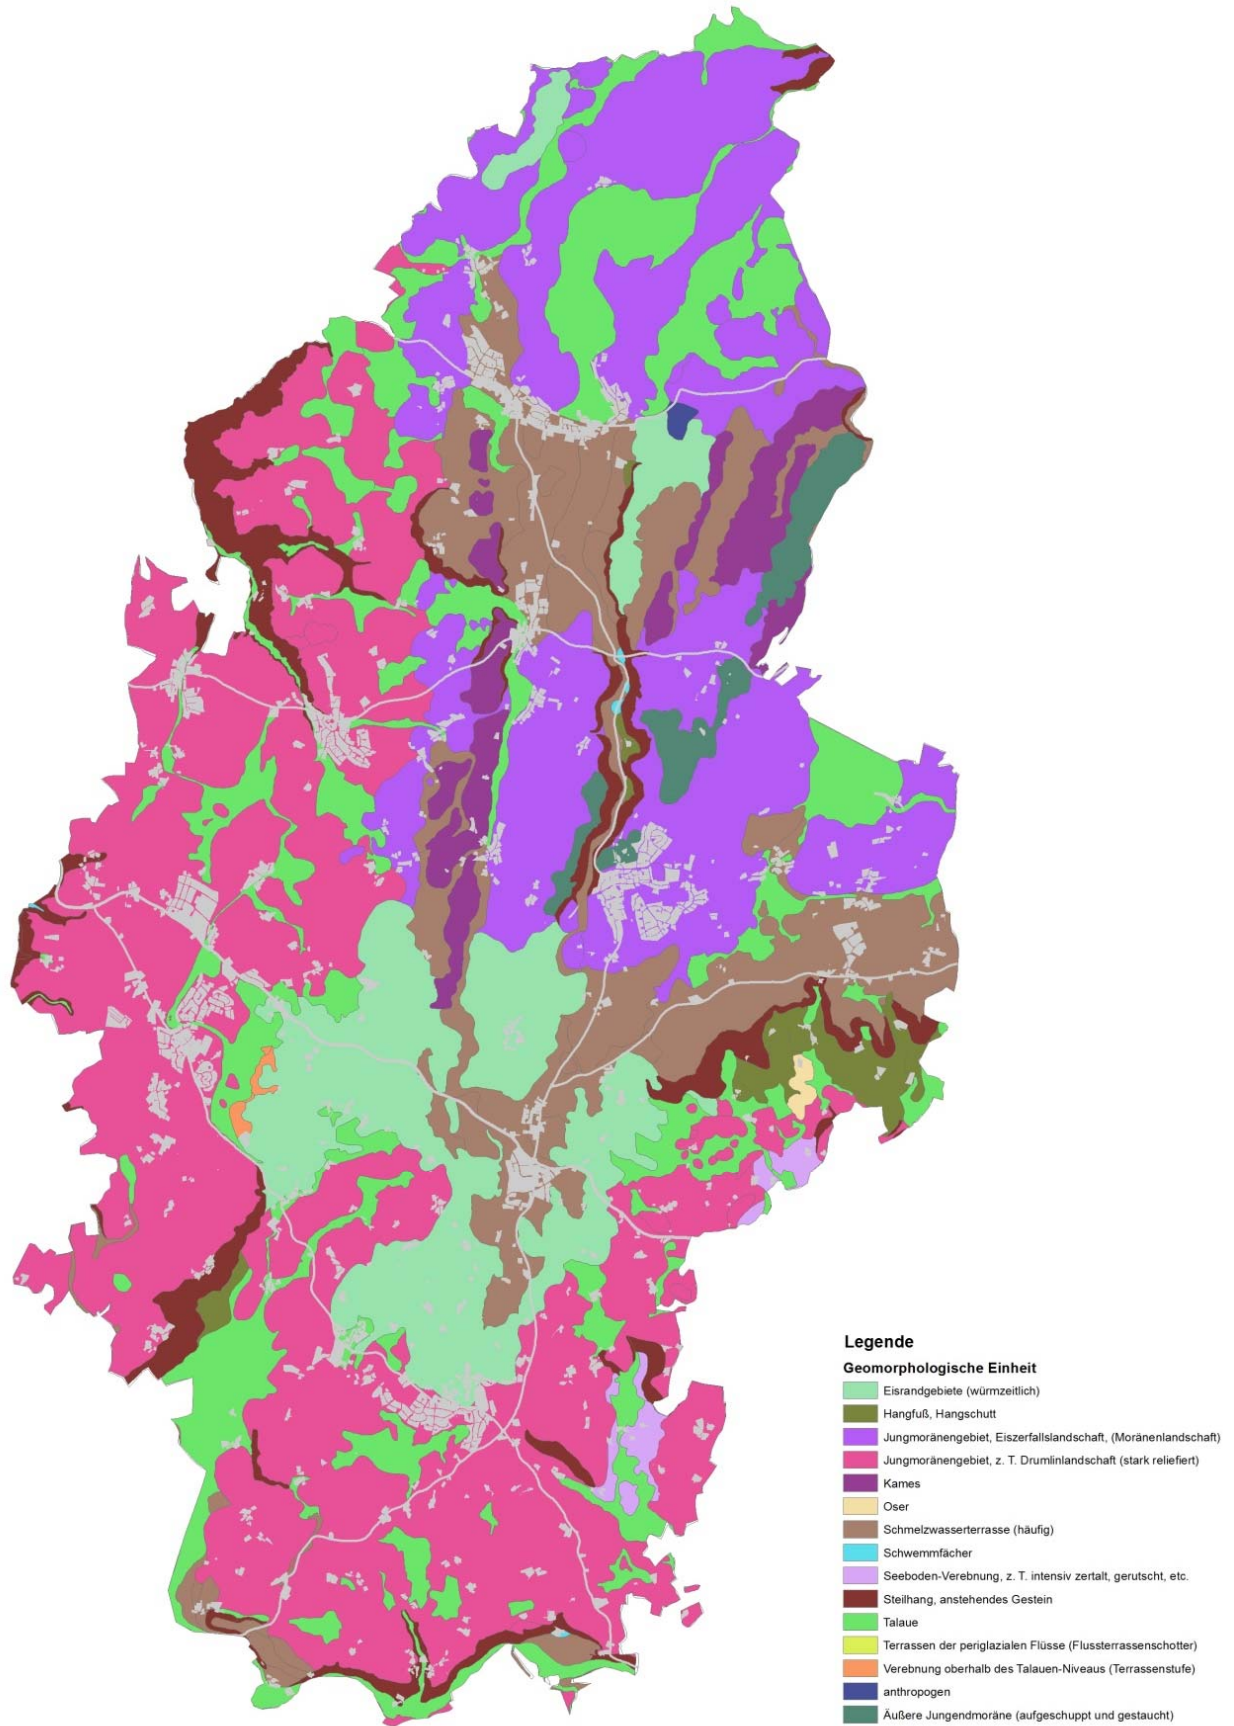 Legende
Geomorphologische Einheit
Eisrandgebiete (würmzeitlich)
Hangfuß, Hangschutt
Jungmoränengebiet, Eiszerfallslandschaft, (Moränenlandschaft)
Jungmoränengebiet, z. T. Drumlinlandschaft (stark reliefiert)
Kames
Oser
Schmelzwasserterrasse (häufig)
Schwemmfächer
Seeboden-Verebnung, z. T. intensiv zertalt, gerutscht, etc.
Steilhang, anstehendes Gestein
Talaue
Terrassen der periglazialen Flüsse (Flussterrassenschotter)
Verebnung oberhalb des Talauen-Niveaus (Terrassenstufe)
anthropogen
Äußere Jungendmoräne (aufgeschuppt und gestaucht)